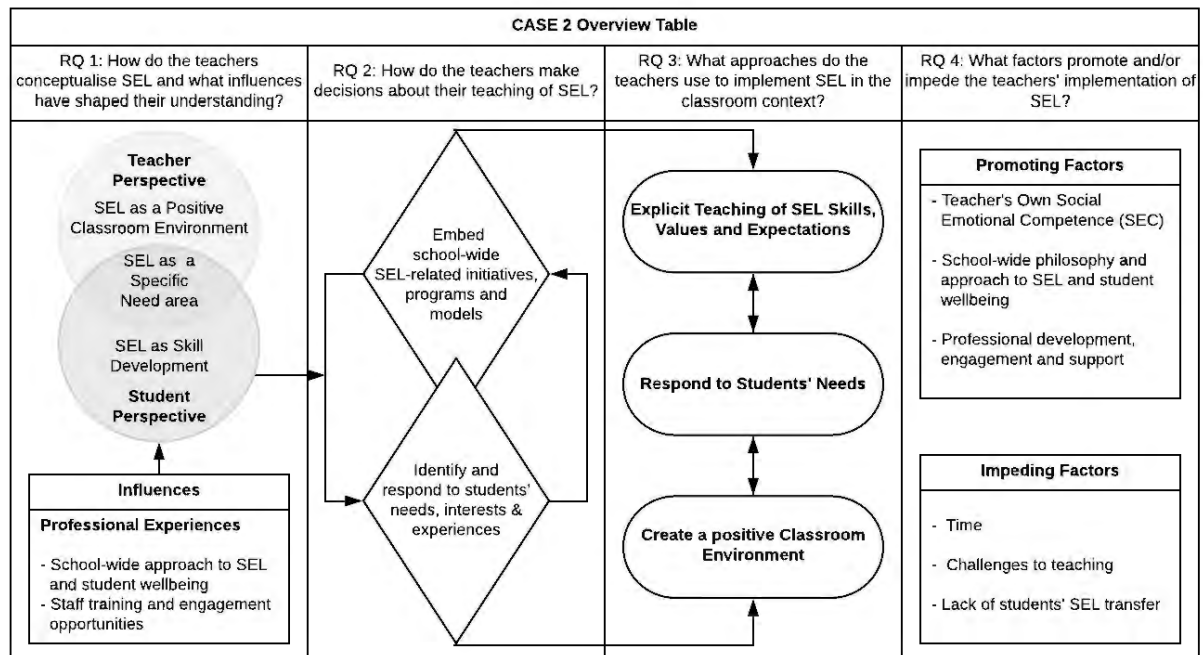 CASE 2 Overview Table
RQ 1: How do the teachers
conceptualise SEL and what influences
have shaped their understanding?
RQ 2: How do the teachers make
decisions about their teaching of SEL?
RQ 3: What approaches do the
teachers use to implement SEL in the
classroom context?
RQ 4: What factors promote and/or
impede the teachers' implementation of
SEL?
Teacher
Perspective
SEL as a Positive
Classroom Environment
SEL as a
Specific
Need area
SEL as Skill
Development
Student
Perspective
Influences
Professional Experiences
- School-wide approach to SEL
and student wellbeing
- Staff training and engagement
opportunities
Embed
school-wide
SEL-related initiatives,
programs and
models
Identify and
respond to students'
needs, interests &
experiences
Explicit Teaching of SEL Skills,
Values and Expectations
Respond to Students' Needs
Create a positive Classroom
Environment
Promoting Factors
- Teacher's Own Social
Emotional Competence (SEC)
- School-wide philosophy and
approach to SEL and student
wellbeing
- Professional development,
engagement and support
Impeding Factors
- Time
- Challenges to teaching
- Lack of students' SEL transfer